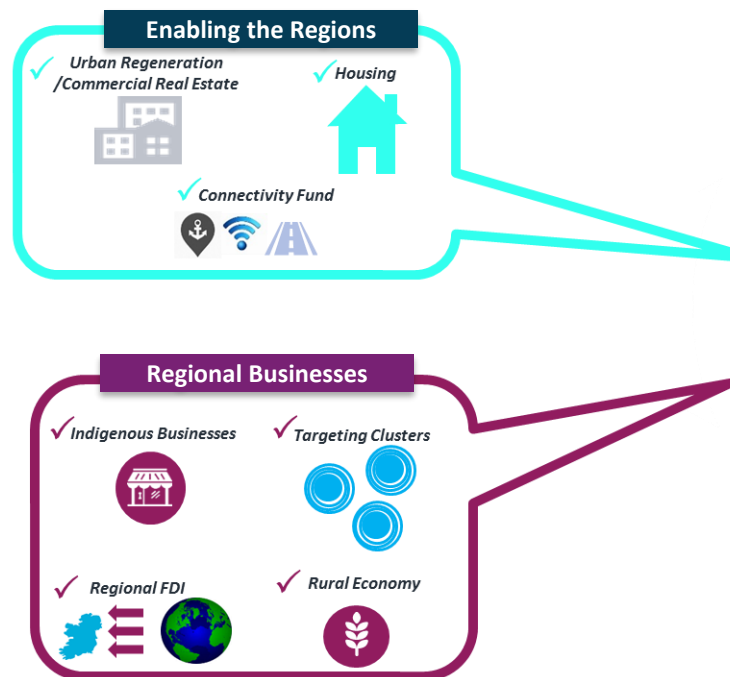 Enabling the Regions
Urban Regeneration
/Commercial Real Estate
Housing
Connectivity Fund
Regional Businesses
Indigenous Businesses
Targeting Clusters
Regional FDI
Rural Economy